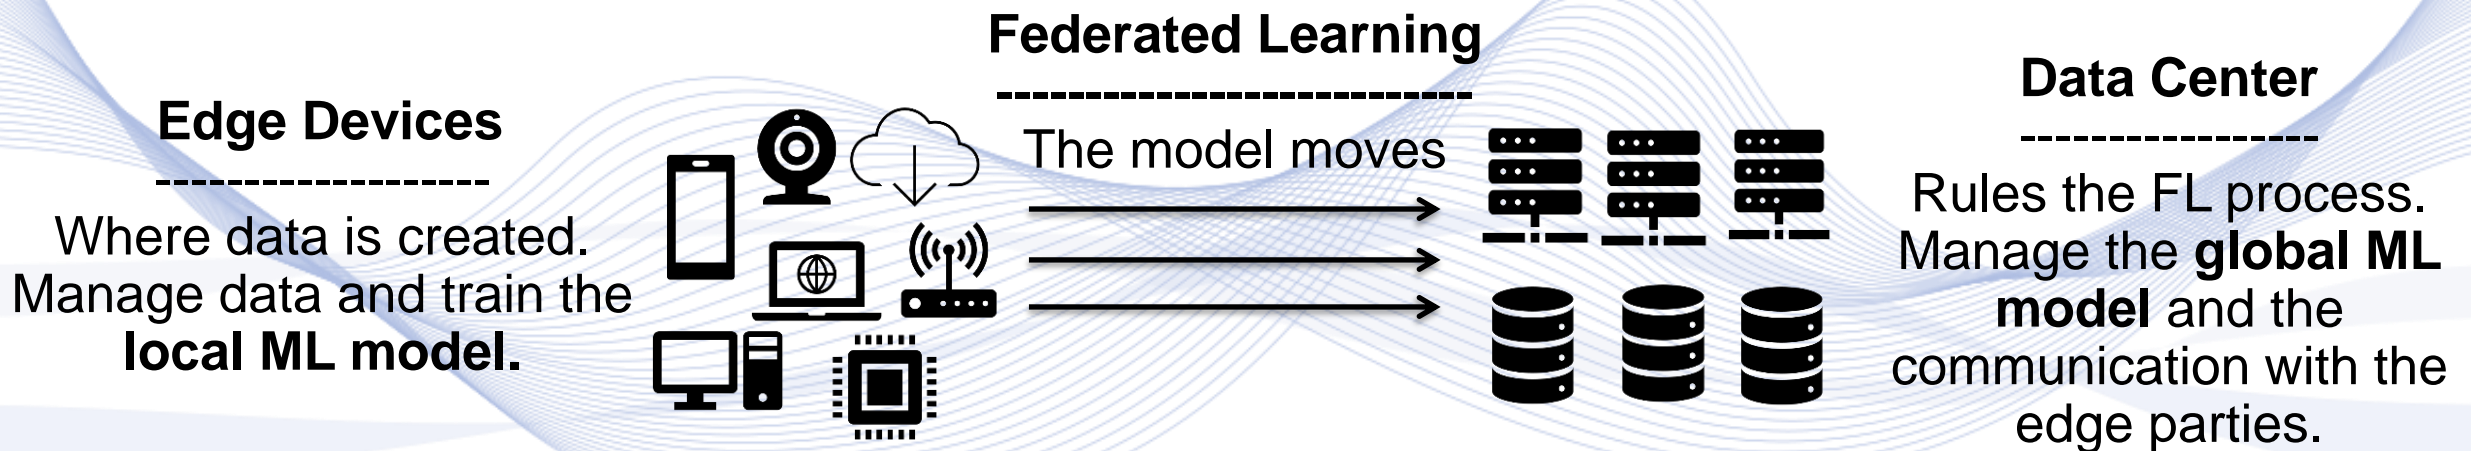 Edge Devices
------------------
Where data is created.
Manage data and train the
local ML model.
Federated Learning
---------------------------
The model moves
Data Center
-----------------
Rules the FL process.
Manage the global ML
model and the
communication with the
edge parties.